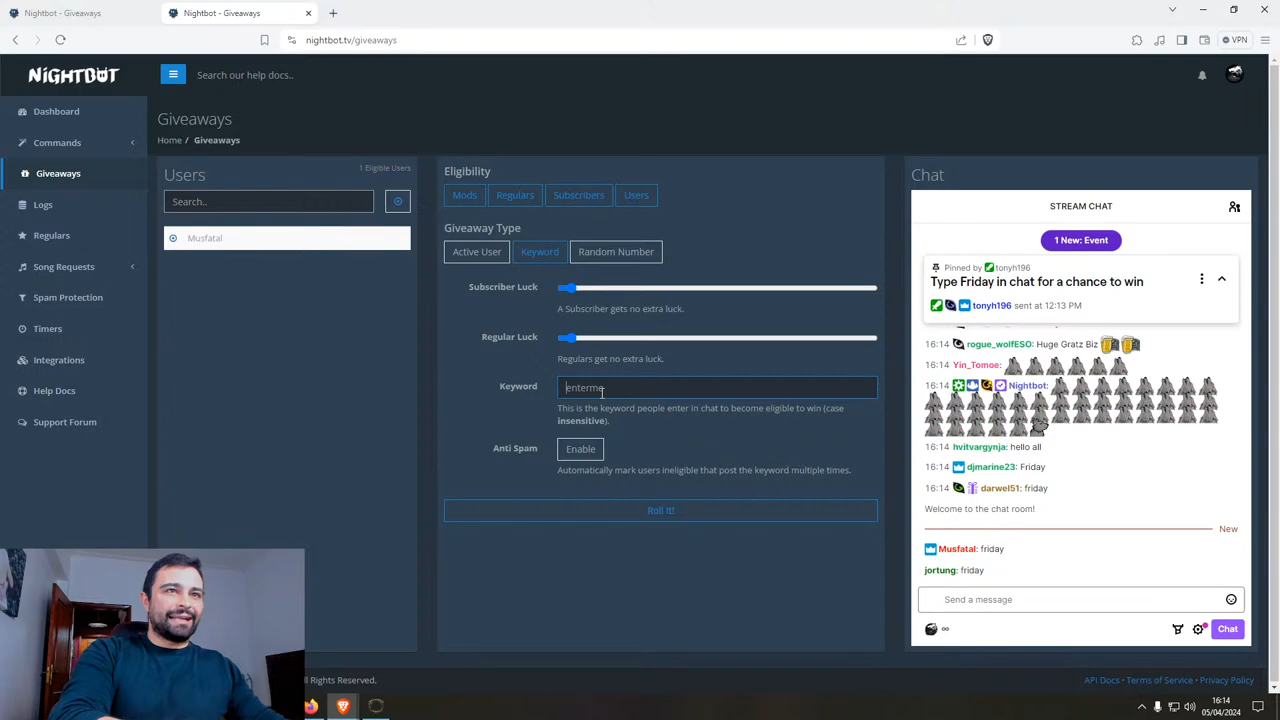 Nightbot
Nightbot
nightbot.tv/giveaways
VPN
NiGHTBOT
Search our help docs..
Dashboard
Commands
Giveaways
Logs
Regulars
Song Requests
Spam Protection
Timers
Integrations
Help Docs
Support Forum
Giveaways
Home / Giveaways
Users
1 Eligible Users
Search..
Musfatal
Eligibility
Mods
Regulars
Subscribers
Users
Giveaway Type
Active User
Keyword
Random Number
Subscriber Luck
A Subscriber gets no extra luck.
Regular Luck
Regulars get no extra luck.
Keyword
enterme
This is the keyword people enter in chat to become eligible to win (case
insensitive).
Anti Spam
Enable
Automatically mark users ineligible that post the keyword multiple times.
Roll It!
Chat
STREAM CHAT
1 New: Event
Pinned by tonyh196
Type Friday in chat for a chance to win
tonyh196 sent at 12:13 PM
16:14 rogue_wolfESO: Huge Gratz Biz
16:14 Yin_Tomoe:
16:14 Nightbot:
16:14 hvitvargynja: hello all
16:14 djmarine23: Friday
16:14 darwel51: friday
Welcome to the chat room!
New
Musfatal: friday
jortung: friday
Send a message
∞
Chat
ll Rights Reserved.
API Docs · Terms of Service · Privacy Policy
16:14
05/04/2024